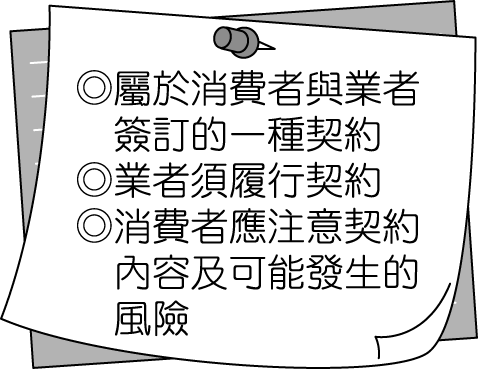 ◎屬於消費者與業者
簽訂的一種契約
◎業者須履行契約
◎消費者應注意契約
內容及可能發生的
風險